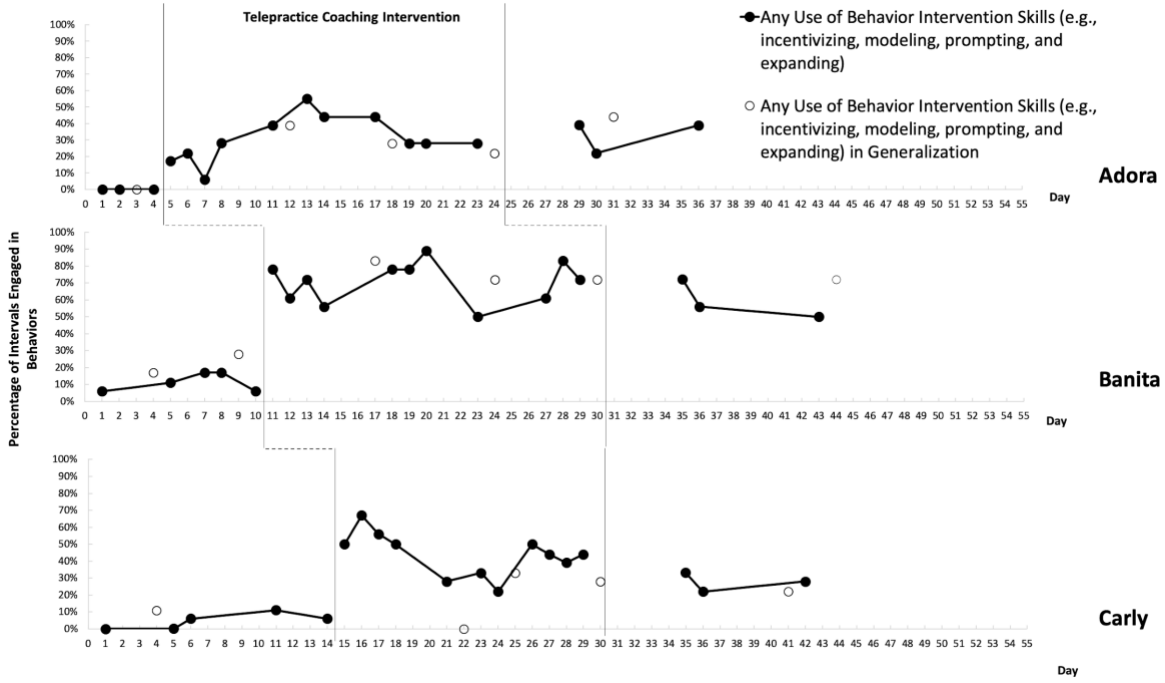 Telepractice Coaching Intervention
Any Use of Behavior Intervention Skills (e.g.,
incentivizing, modeling, prompting, and
expanding)
Any Use of Behavior Intervention Skills (e.g.,
incentivizing, modeling, prompting, and
expanding) in Generalization
Percentage of Intervals Engaged in
Behaviors
100%
90%
80%
70%
60%
50%
40%
30%
20%
10%
0%
0 1 2 3 4 5 6 7 8 9 10 11 12 13 14 15 16 17 18 19 20 21 22 23 24 25 26 27 28 29 30 31 32 33 34 35 36 37 38 39 40 41 42 43 44 45 46 47 48 49 50 51 52 53 54 55
Day
Adora
100%
90%
80%
70%
60%
50%
40%
30%
20%
10%
0%
0 1 2 3 4 5 6 7 8 9 10 11 12 13 14 15 16 17 18 19 20 21 22 23 24 25 26 27 28 29 30 31 32 33 34 35 36 37 38 39 40 41 42 43 44 45 46 47 48 49 50 51 52 53 54 55
Day
Banita
100%
90%
80%
70%
60%
50%
40%
30%
20%
10%
0%
0 1 2 3 4 5 6 7 8 9 10 11 12 13 14 15 16 17 18 19 20 21 22 23 24 25 26 27 28 29 30 31 32 33 34 35 36 37 38 39 40 41 42 43 44 45 46 47 48 49 50 51 52 53 54 55
Day
Carly